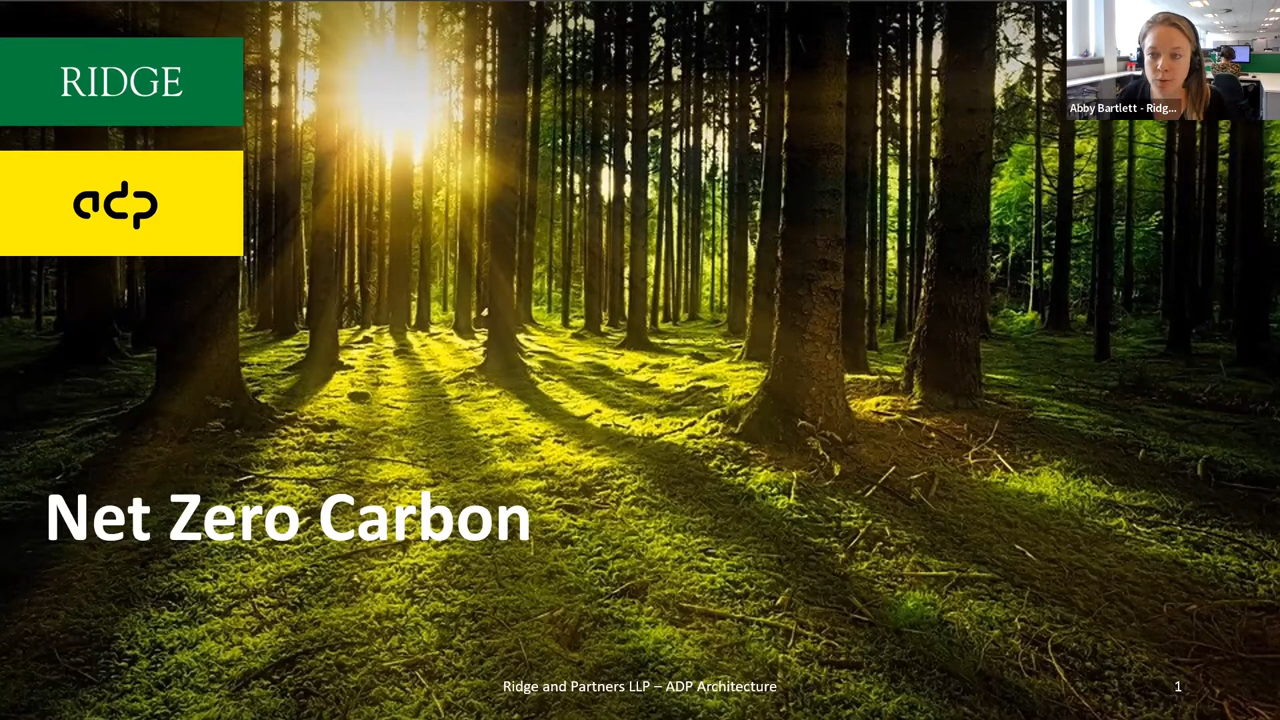 RIDGE
adp
Abby Bartlett - Ridg...
Net Zero Carbon
Ridge and Partners LLP – ADP Architecture
1